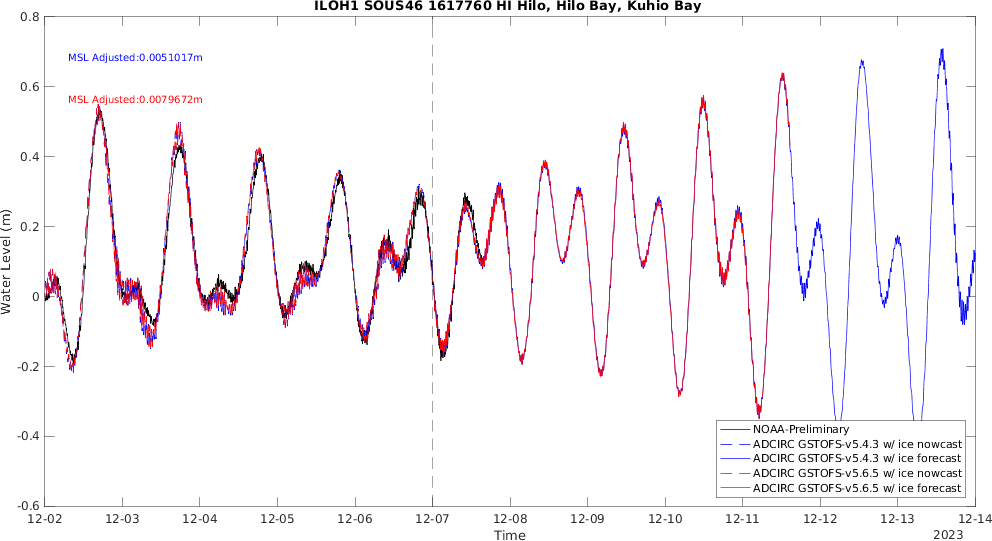 ILOH1 SOUS46 1617760 HI Hilo, Hilo Bay, Kuhio Bay
0.8
MSL Adjusted:0.0051017m
0.6
MSL Adjusted:0.0079672m
0.4
0.2
0
-0.2
-0.4
-0.6
Water Level (m)
NOAA-Preliminary
ADCIRC GSTOFS-v5.4.3 w/ ice nowcast
ADCIRC GSTOFS-v5.4.3 w/ ice forecast
ADCIRC GSTOFS-v5.6.5 w/ ice nowcast
ADCIRC GSTOFS-v5.6.5 w/ ice forecast
12-02 12-03 12-04 12-05 12-06 12-07 12-08 12-09 12-10 12-11 12-12 12-13 12-14
Time
2023